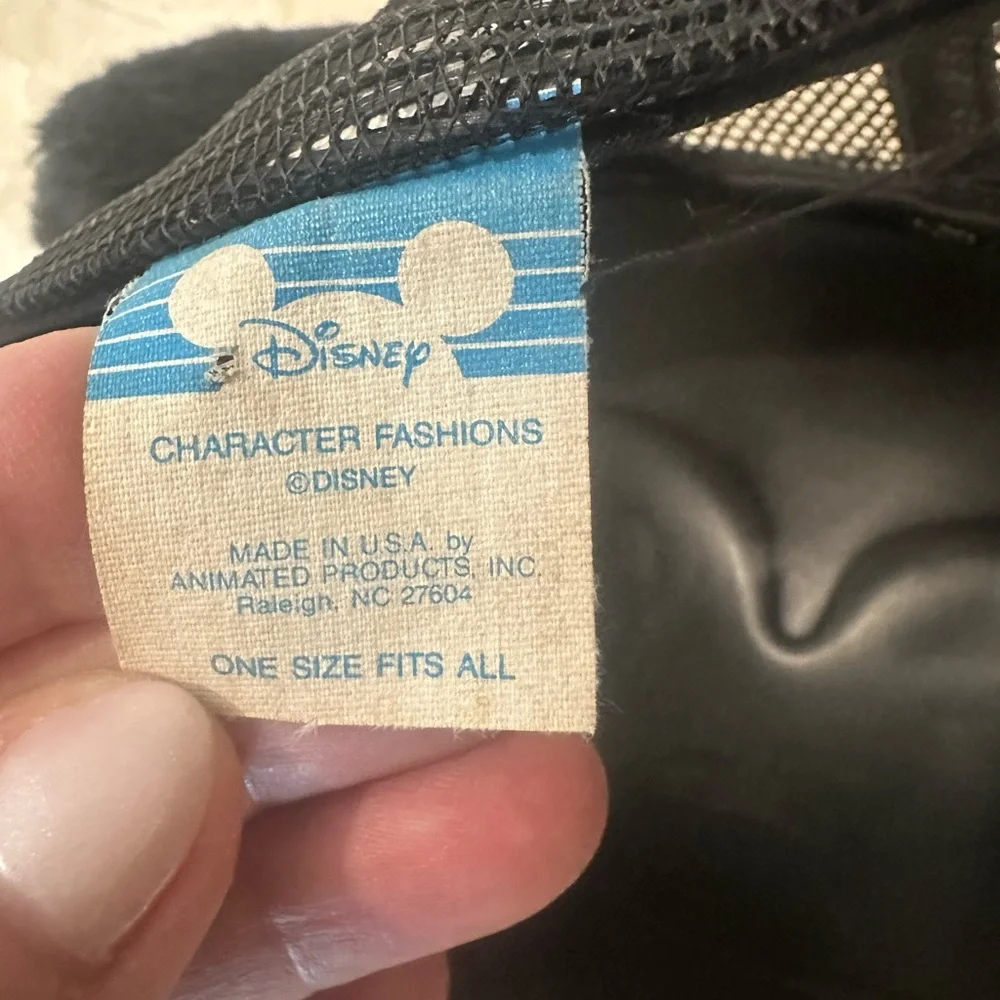 Disney
CHARACTER FASHIONS
©DISNEY
MADE IN U.S.A. by
ANIMATED PRODUCTS, INC.
Raleigh, NC 27604
ONE SIZE FITS ALL